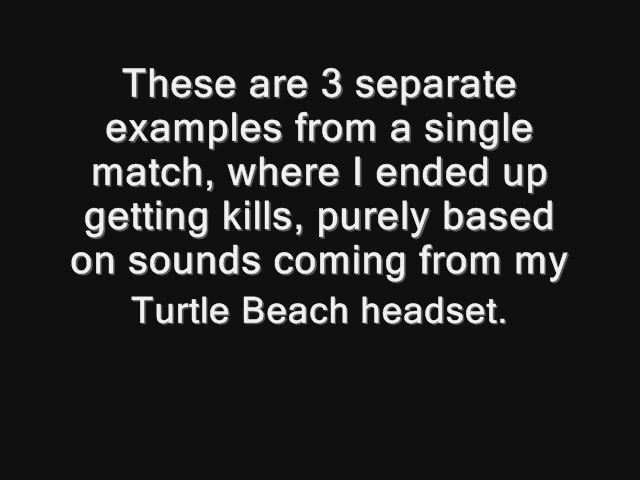 These are 3 separate
examples from a single
match, where I ended up
getting kills, purely based
on sounds coming from my
Turtle Beach headset.